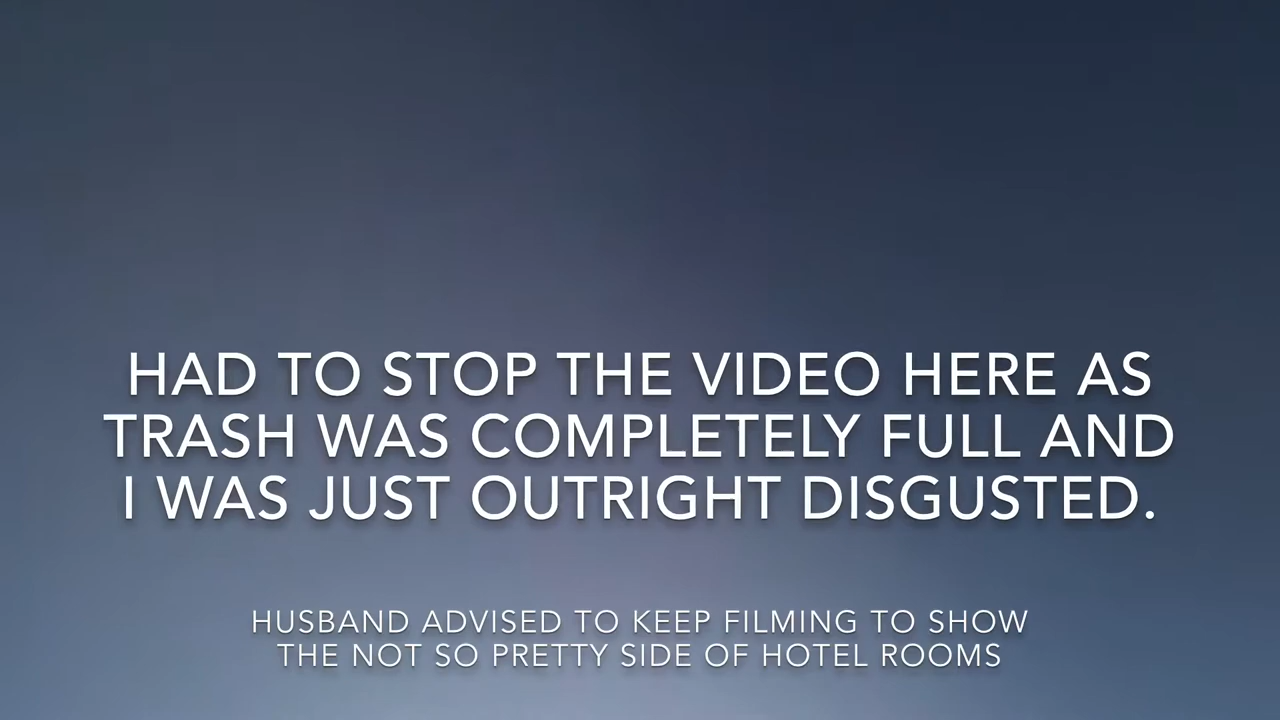 HAD TO STOP THE VIDEO HERE AS
TRASH WAS COMPLETELY FULL AND
I WAS JUST OUTRIGHT DISGUSTED.
HUSBAND ADVISED TO KEEP FILMING TO SHOW
THE NOT SO PRETTY SIDE OF HOTEL ROOMS